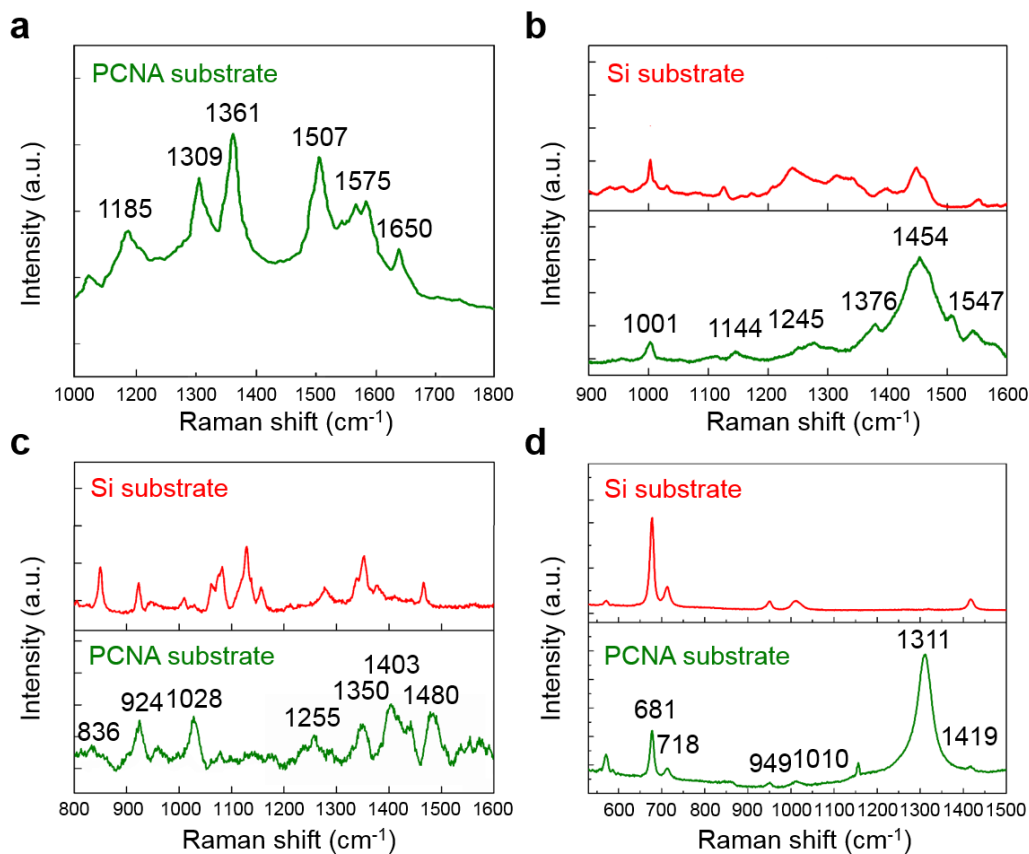 a
PCNA substrate
1361
1309
1507
1575
1185
1650
Intensity (a.u.)
1000 1100 1200 1300 1400 1500 1600 1700 1800
Raman shift (cm⁻¹)
b
Si substrate
1454
1376
1547
1245
1001
1144
Intensity (a.u.)
900 1000 1100 1200 1300 1400 1500 1600
Raman shift (cm⁻¹)
c
Si substrate
PCNA substrate
1403
1350
1480
924
1028
1255
836
Intensity (a.u.)
800 900 1000 1100 1200 1300 1400 1500 1600
Raman shift (cm⁻¹)
d
Si substrate
PCNA substrate
1311
681
718
1419
949
1010
Intensity (a.u.)
600 700 800 900 1000 1100 1200 1300 1400 1500
Raman shift (cm⁻¹)